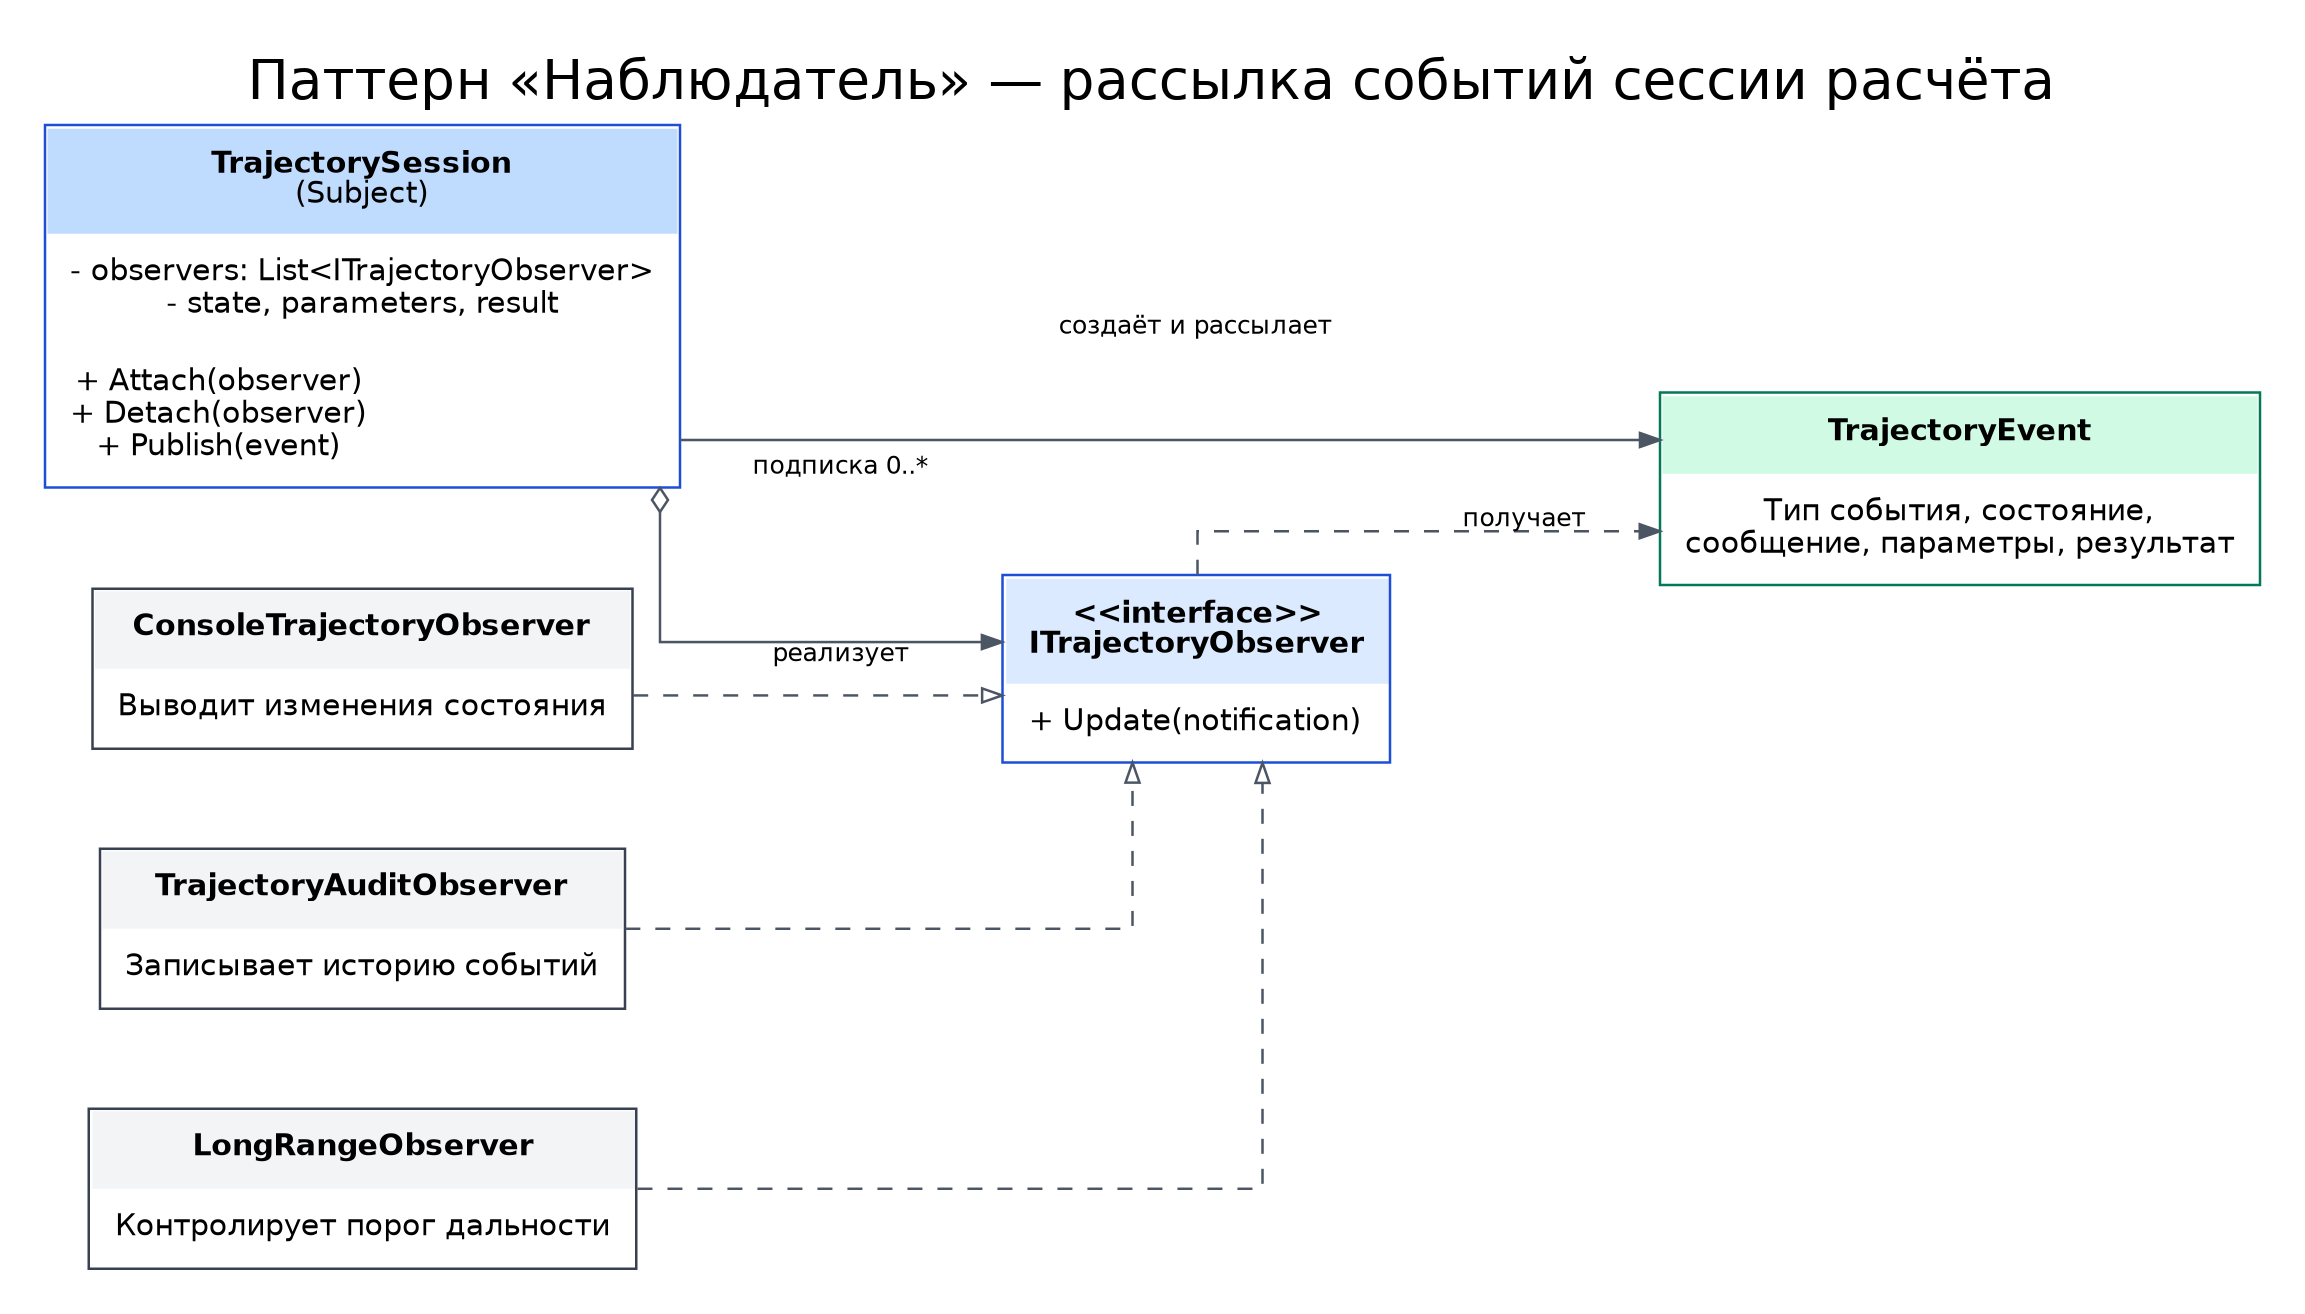 Паттерн «Наблюдатель» — рассылка событий сессии расчёта
TrajectorySession
(Subject)
- observers: List<ITrajectoryObserver>
- state, parameters, result
+ Attach(observer)
+ Detach(observer)
+ Publish(event)
создаёт и рассылает
подписка 0..*
TrajectoryEvent
Тип события, состояние,
сообщение, параметры, результат
получает
<<interface>>
ITrajectoryObserver
+ Update(notification)
реализует
ConsoleTrajectoryObserver
Выводит изменения состояния
TrajectoryAuditObserver
Записывает историю событий
LongRangeObserver
Контролирует порог дальности